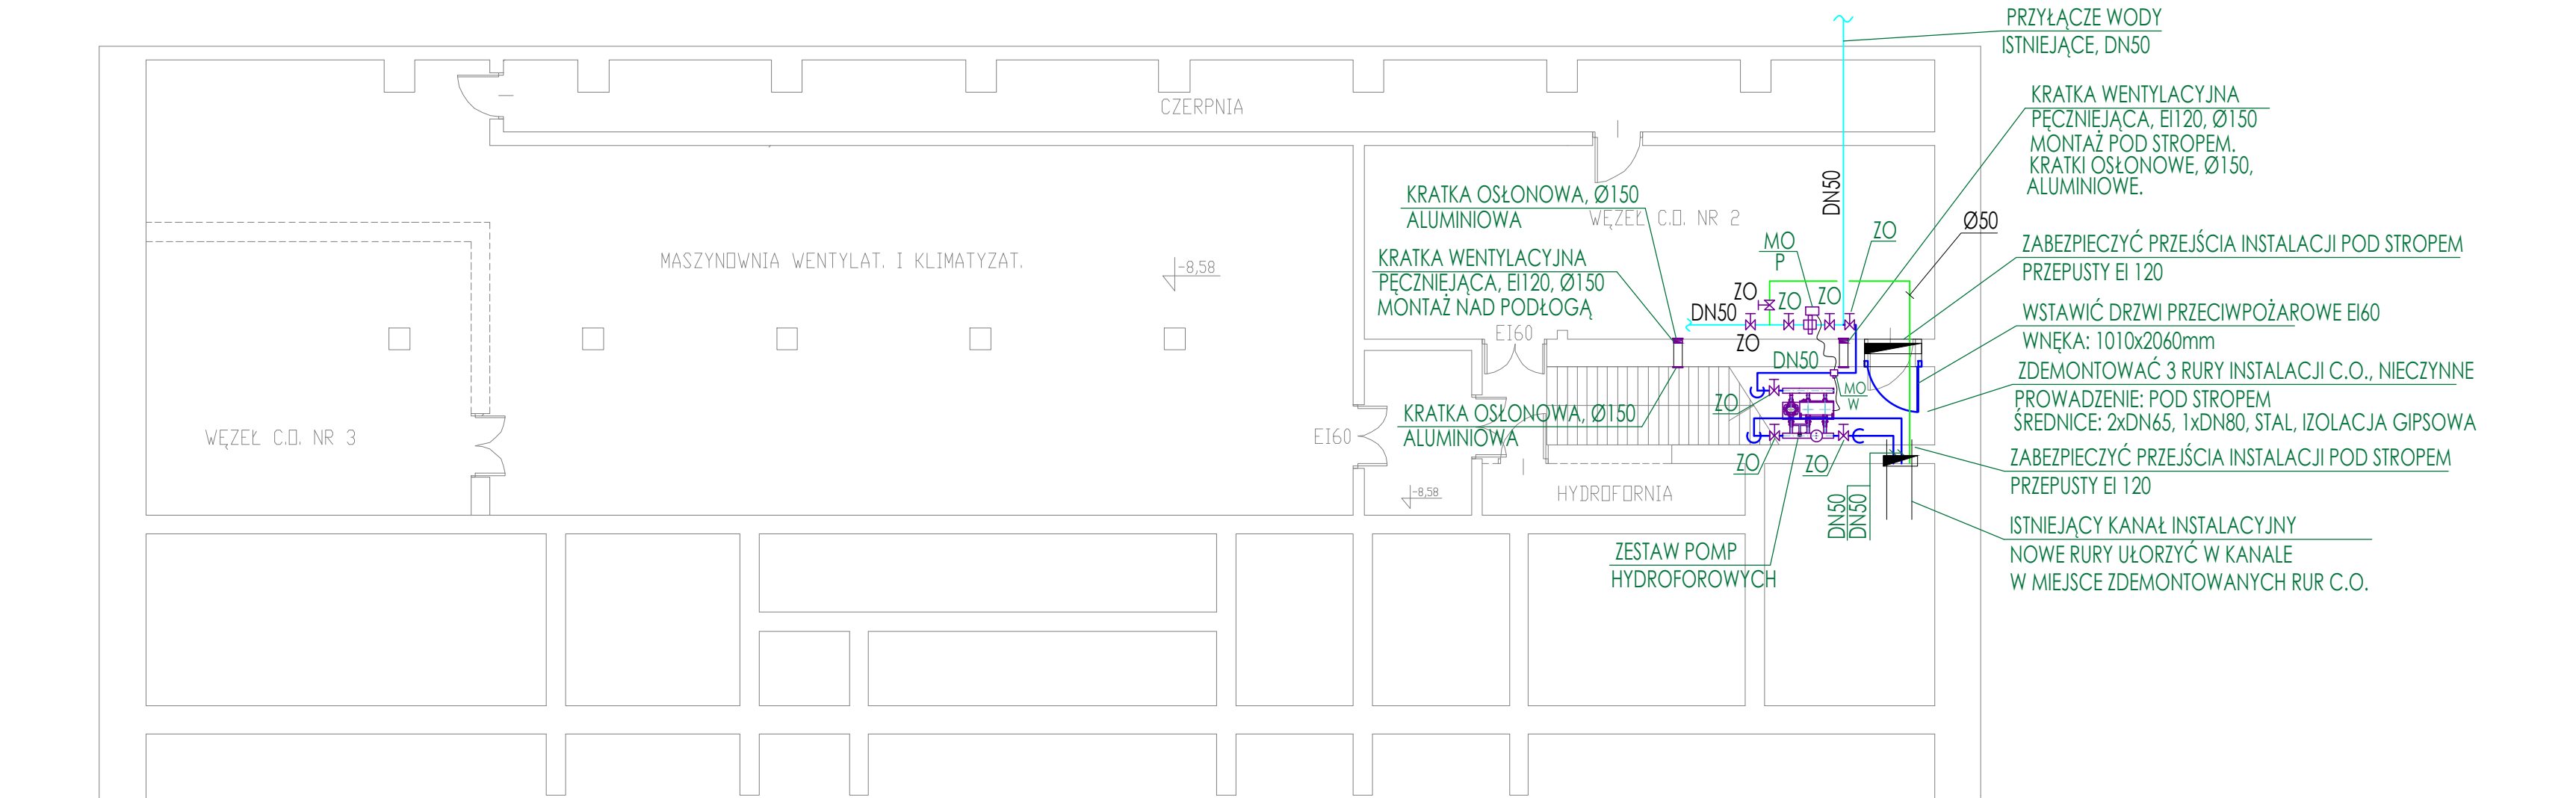 PRZYŁĄCZE WODY
ISTNIEJĄCE, DN50
KRATKA WENTYLACYJNA
PĘCZNIEJĄCA, EI120, Ø150
MONTAŻ POD STROPEM.
KRATKI OSŁONOWE, Ø150,
ALUMINIOWE.
CZERPNIA
KRATKA OSŁONOWA, Ø150
ALUMINIOWA
WĘZEŁ C.O. NR 2
DN50
Ø50
ZO
MO
P
ZABEZPIECZYĆ PRZEJŚCIA INSTALACJI POD STROPEM
PRZEPUSTY EI 120
MASZYNOWNIA WENTYLAT. I KLIMATYZAT.
-8,58
KRATKA WENTYLACYJNA
PĘCZNIEJĄCA, EI120, Ø150
MONTAŻ NAD PODŁOGĄ
ZO
ZO
ZO
DN50
ZO
EI60
WSTAWIĆ DRZWI PRZECIWPOŻAROWE EI60
WNĘKA: 1010x2060mm
DN50
ZDEMONTOWAĆ 3 RURY INSTALACJI C.O., NIECZYNNE
PROWADZENIE: POD STROPEM
ŚREDNICE: 2xDN65, 1xDN80, STAL, IZOLACJA GIPSOWA
MO
W
ZO
KRATKA OSŁONOWA, Ø150
ALUMINIOWA
EI60
WĘZEŁ C.O. NR 3
ZO
ZO
ZABEZPIECZYĆ PRZEJŚCIA INSTALACJI POD STROPEM
PRZEPUSTY EI 120
-8,58
HYDROFORNIA
DN50
DN50
ISTNIEJĄCY KANAŁ INSTALACYJNY
NOWE RURY UŁORZYĆ W KANALE
W MIEJSCE ZDEMONTOWANYCH RUR C.O.
ZESTAW POMP
HYDROFOROWYCH